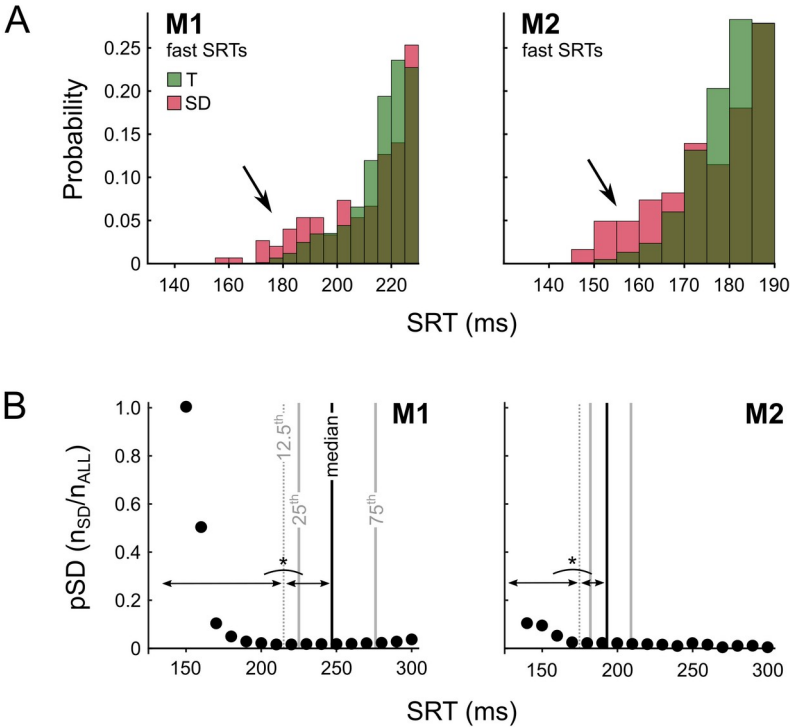 A
M1
fast SRTs
T
SD
M2
fast SRTs
Probability
0.25
0.20
0.15
0.10
0.05
0
140 160 180 200 220
140 150 160 170 180 190
SRT (ms)
B
M1
M2
pSD (nSD/nALL)
1.0
0.8
0.6
0.4
0.2
0
12.5th
25th
median
75th
*
*
150 200 250 300
150 200 250 300
SRT (ms)